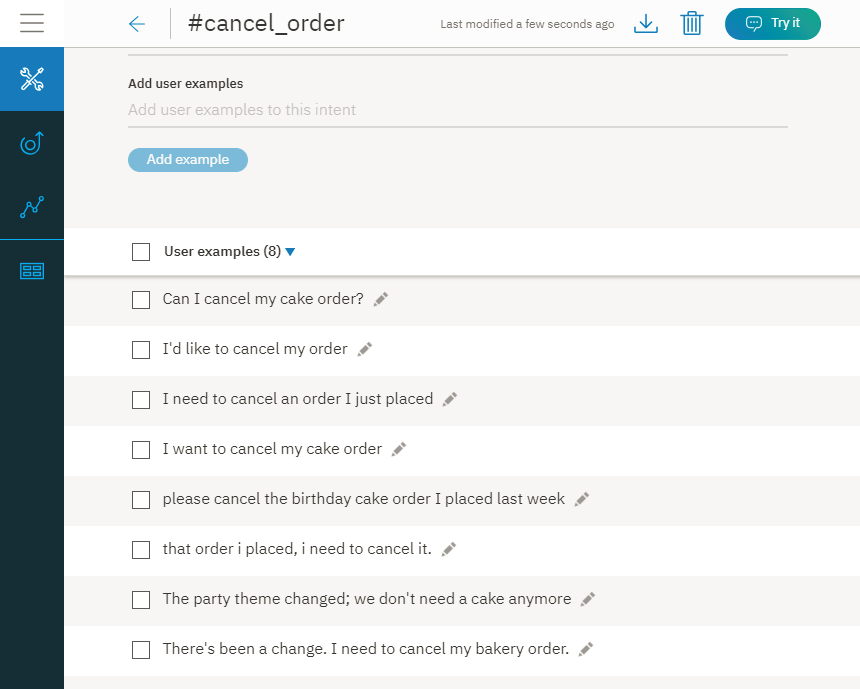 #cancel_order
Last modified a few seconds ago
Try it
Add user examples
Add user examples to this intent
Add example
User examples (8)
Can I cancel my cake order?
I'd like to cancel my order
I need to cancel an order I just placed
I want to cancel my cake order
please cancel the birthday cake order I placed last week
that order i placed, i need to cancel it.
The party theme changed; we don't need a cake anymore
There's been a change. I need to cancel my bakery order.